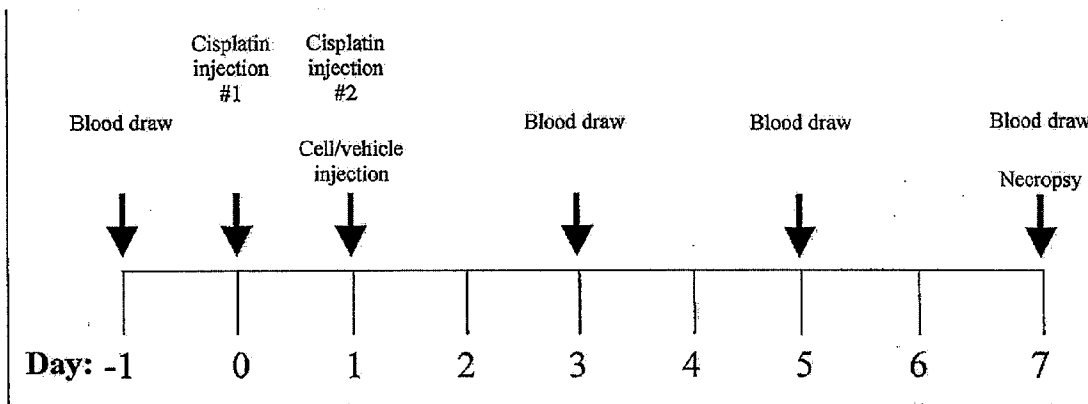 Cisplatin
injection
#1
Cisplatin
injection
#2
Blood draw
Cell/vehicle
injection
Blood draw
Blood draw
Blood draw
Necropsy
Day: -1 0 1 2 3 4 5 6 7